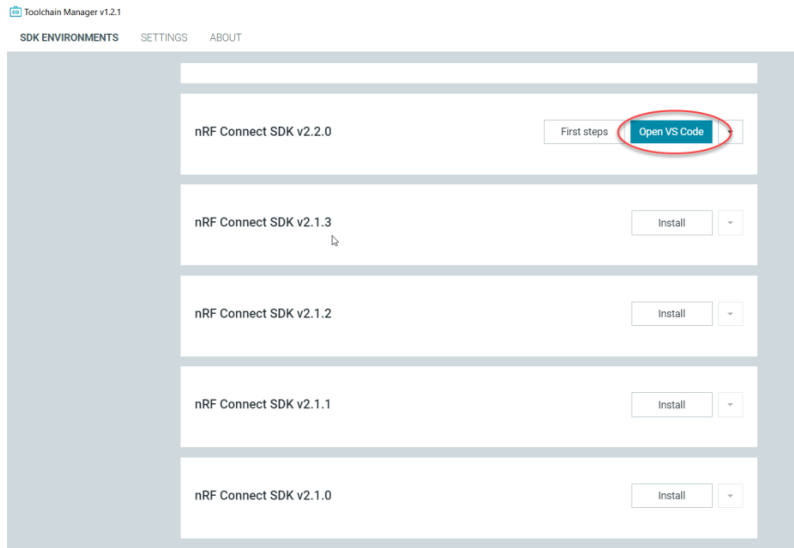 Toolchain Manager v1.2.1
SDK ENVIRONMENTS SETTINGS ABOUT
nRF Connect SDK v2.2.0 First steps Open VS Code
nRF Connect SDK v2.1.3 Install
nRF Connect SDK v2.1.2 Install
nRF Connect SDK v2.1.1 Install
nRF Connect SDK v2.1.0 Install